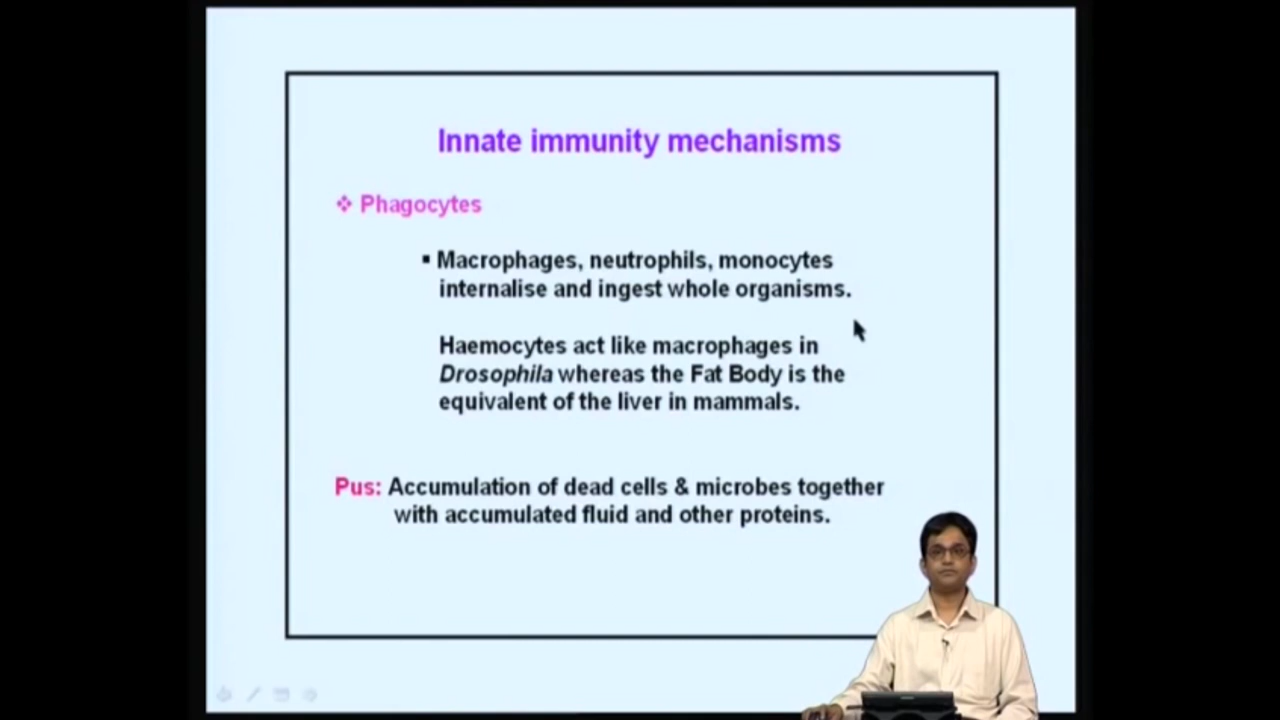 Innate immunity mechanisms
❖ Phagocytes
▪ Macrophages, neutrophils, monocytes
internalise and ingest whole organisms.
Haemocytes act like macrophages in
Drosophila whereas the Fat Body is the
equivalent of the liver in mammals.
Pus: Accumulation of dead cells & microbes together
with accumulated fluid and other proteins.